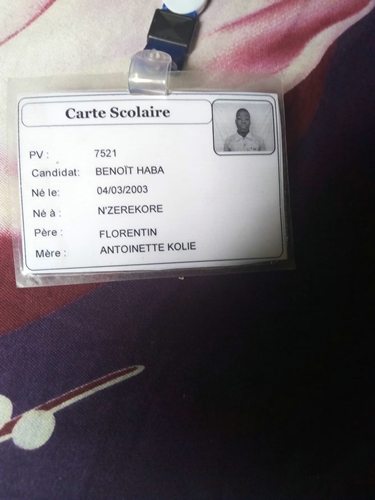 Carte Scolaire
PV : 7521
Candidat: BENOÎT HABA
Né le: 04/03/2003
Né à : N'ZEREKORE
Père : FLORENTIN
Mère : ANTOINETTE KOLIE